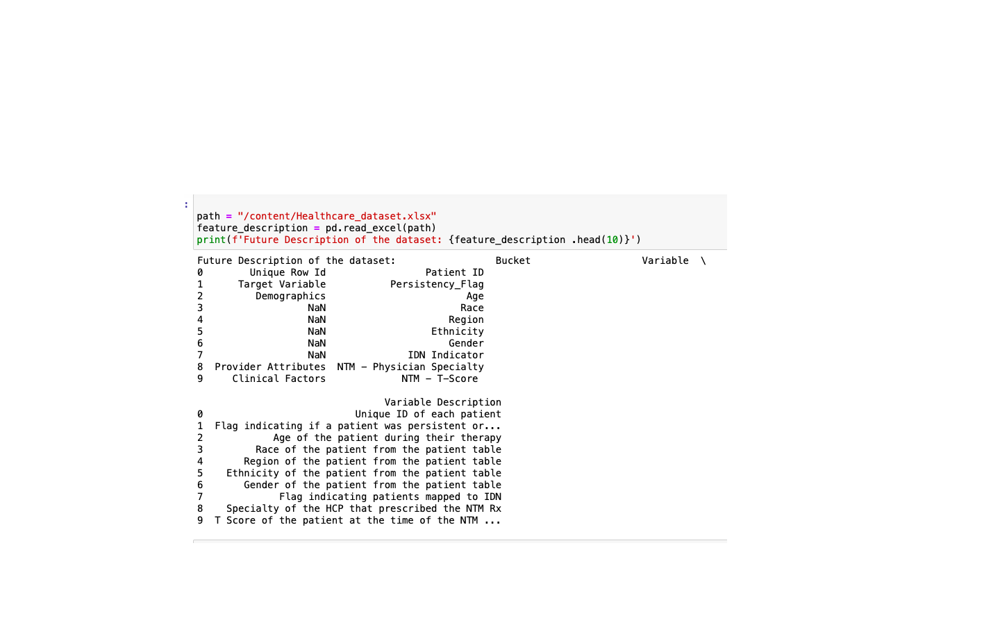 :
path = "/content/Healthcare_dataset.xlsx"
feature_description = pd.read_excel(path)
print(f'Future Description of the dataset: {feature_description .head(10)}')
Future Description of the dataset:                 Bucket                   Variable  \
0        Unique Row Id                 Patient ID
1      Target Variable           Persistency_Flag
2         Demographics                        Age
3                  NaN                       Race
4                  NaN                     Region
5                  NaN                  Ethnicity
6                  NaN                     Gender
7                  NaN              IDN Indicator
8  Provider Attributes  NTM - Physician Specialty
9     Clinical Factors             NTM - T-Score
                                Variable Description
0                          Unique ID of each patient
1  Flag indicating if a patient was persistent or...
2            Age of the patient during their therapy
3         Race of the patient from the patient table
4       Region of the patient from the patient table
5    Ethnicity of the patient from the patient table
6       Gender of the patient from the patient table
7             Flag indicating patients mapped to IDN
8    Specialty of the HCP that prescribed the NTM Rx
9  T Score of the patient at the time of the NTM ...